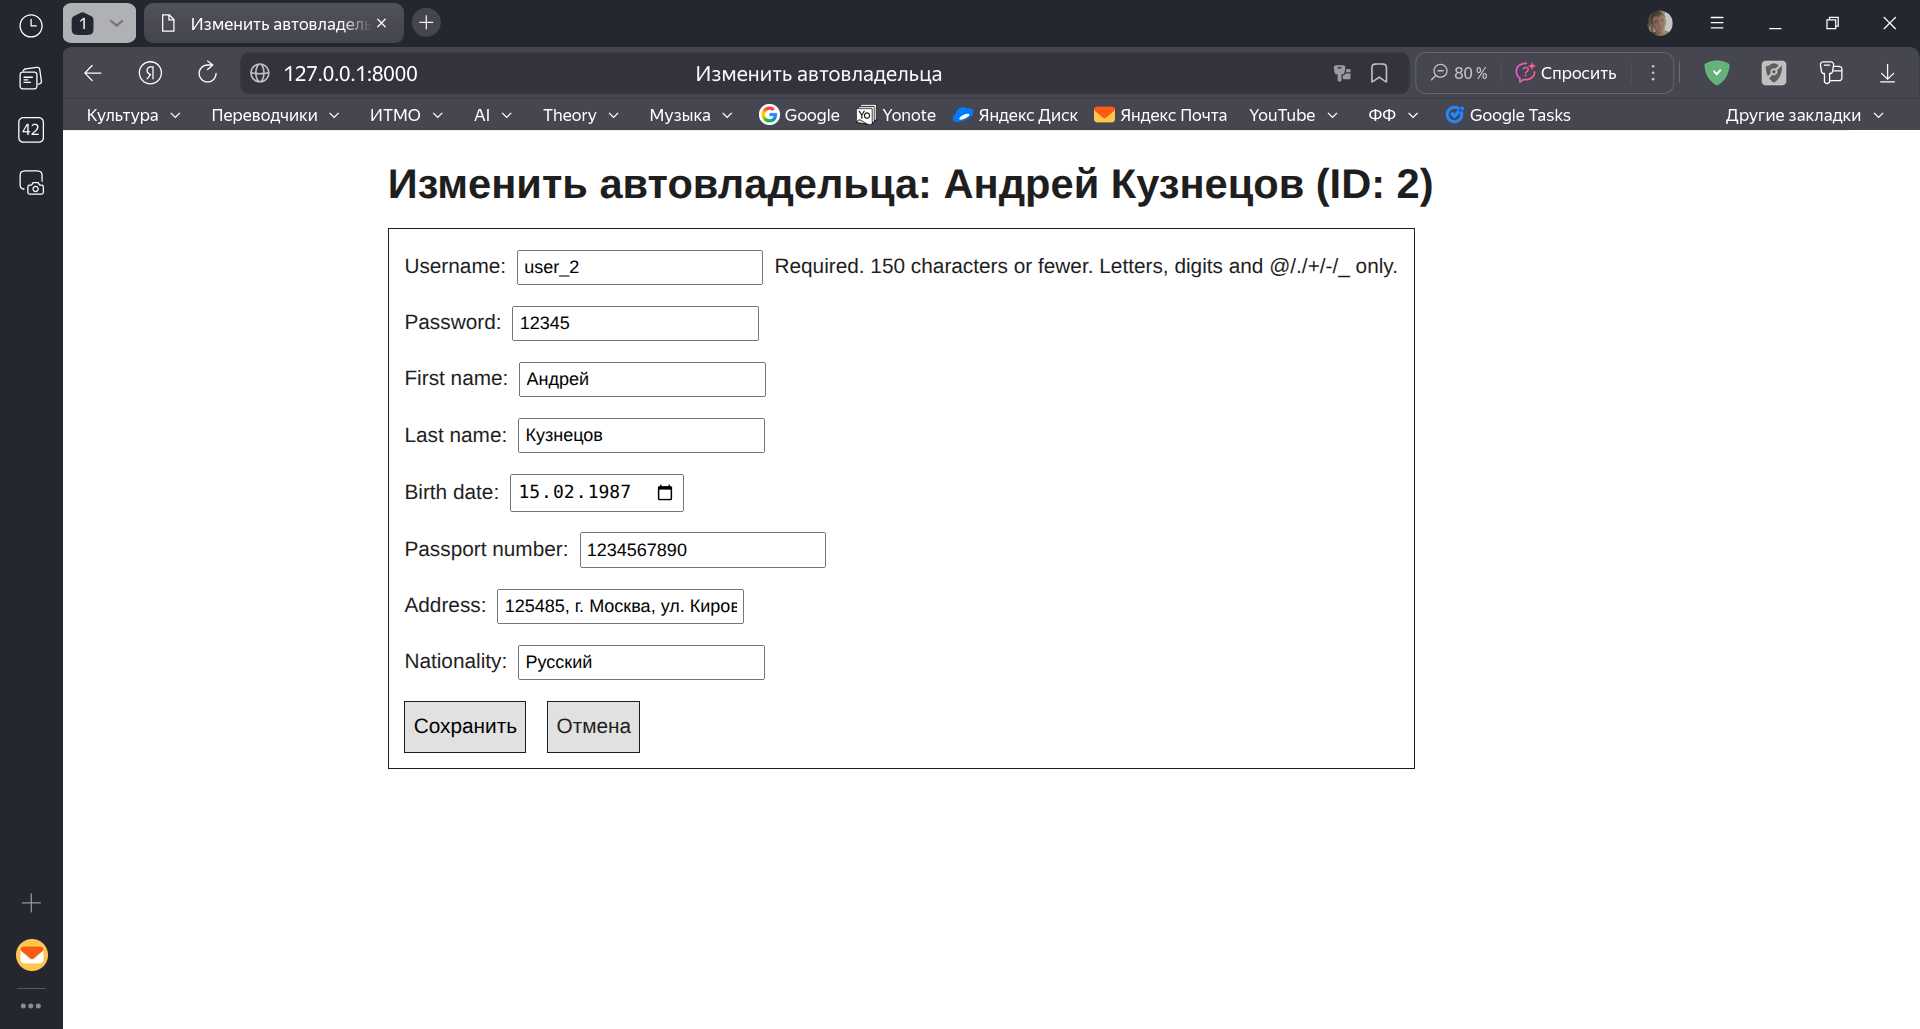 1
Изменить автовладель
127.0.0.1:8000
Изменить автовладельца
80 %
Спросить
42
Культура
Переводчики
ИТМО
AI
Theory
Музыка
Google
Yonote
Яндекс Диск
Яндекс Почта
YouTube
ФФ
Google Tasks
Другие закладки
Изменить автовладельца: Андрей Кузнецов (ID: 2)
Username: user_2 Required. 150 characters or fewer. Letters, digits and @/./+/-/_ only.
Password: 12345
First name: Андрей
Last name: Кузнецов
Birth date: 15.02.1987
Passport number: 1234567890
Address: 125485, г. Москва, ул. Киров
Nationality: Русский
Сохранить Отмена